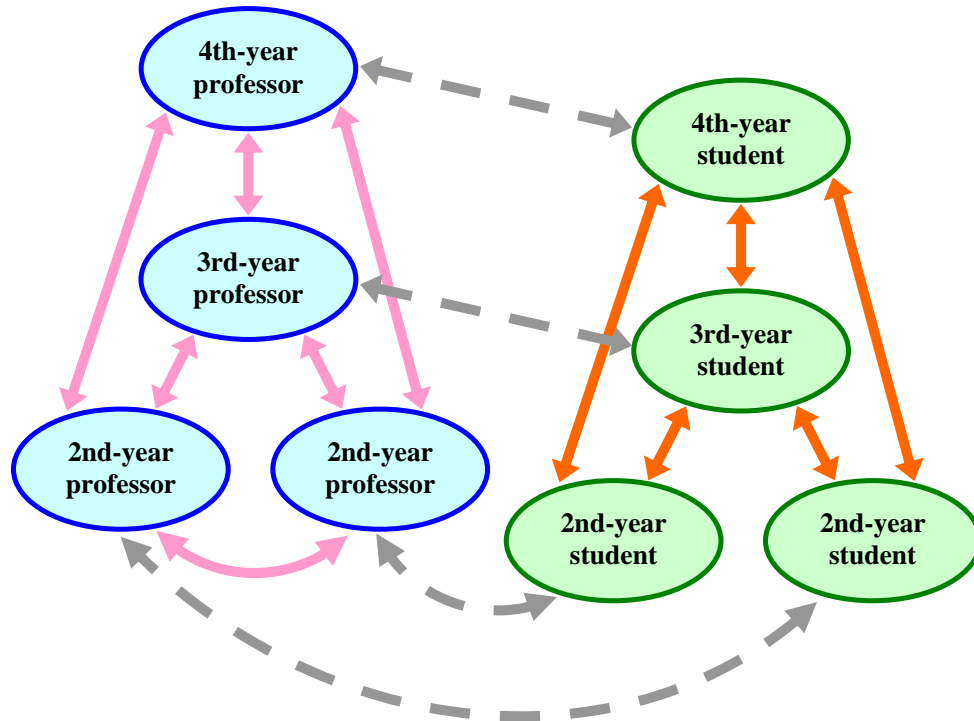 4th-year
professor
4th-year
student
3rd-year
professor
3rd-year
student
2nd-year
professor
2nd-year
professor
2nd-year
student
2nd-year
student